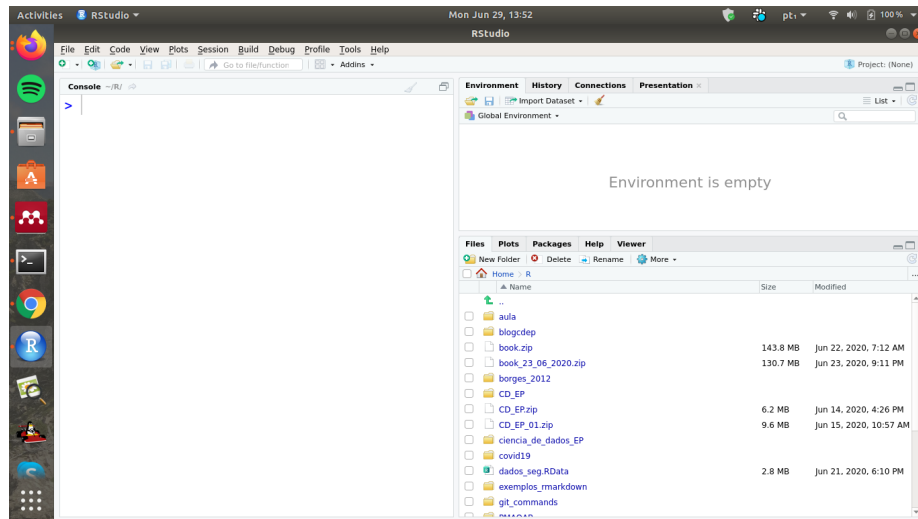 Activities RStudio Mon Jun 29, 13:52 pt₁ 100 %
RStudio
File Edit Code View Plots Session Build Debug Profile Tools Help
Go to file/function Addins Project: (None)
Console ~/R/
>
Environment History Connections Presentation
Import Dataset List
Global Environment
Environment is empty
Files Plots Packages Help Viewer
New Folder Delete Rename More
Home R
Name Size Modified
..
aula
blogcdep
book.zip 143.8 MB Jun 22, 2020, 7:12 AM
book_23_06_2020.zip 130.7 MB Jun 23, 2020, 9:11 PM
borges_2012
CD_EP
CD_EP.zip 6.2 MB Jun 14, 2020, 4:26 PM
CD_EP_01.zip 9.6 MB Jun 15, 2020, 10:57 AM
ciencia_de_dados_EP
covid19
dados_seg.RData 2.8 MB Jun 21, 2020, 6:10 PM
exemplos_rmarkdown
git_commands